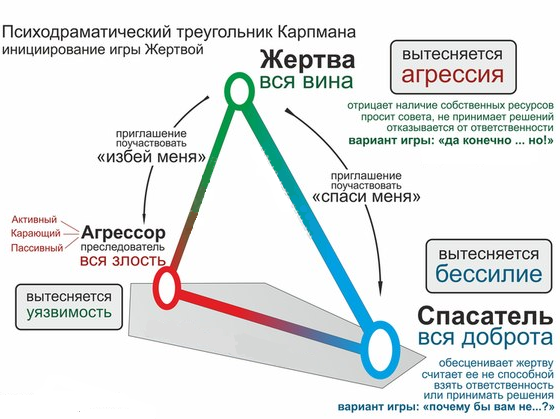 Психодраматический треугольник Карпмана
инициирование игры Жертвой
Жертва
вся вина
вытесняется
агрессия
отрицает наличие собственных ресурсов
просит совета, не принимает решений
отказывается от ответственности
вариант игры: «да конечно ... но!»
приглашение
поучаствовать
«избей меня»
приглашение
поучаствовать
«спаси меня»
Активный
Карающий
Пассивный
Агрессор
преследователь
вся злость
вытесняется
уязвимость
вытесняется
бессилие
Спасатель
вся доброта
обесценивает жертву
считает ее не способной
взять ответственность
или принимать решения
вариант игры: «почему бы вам не...?»